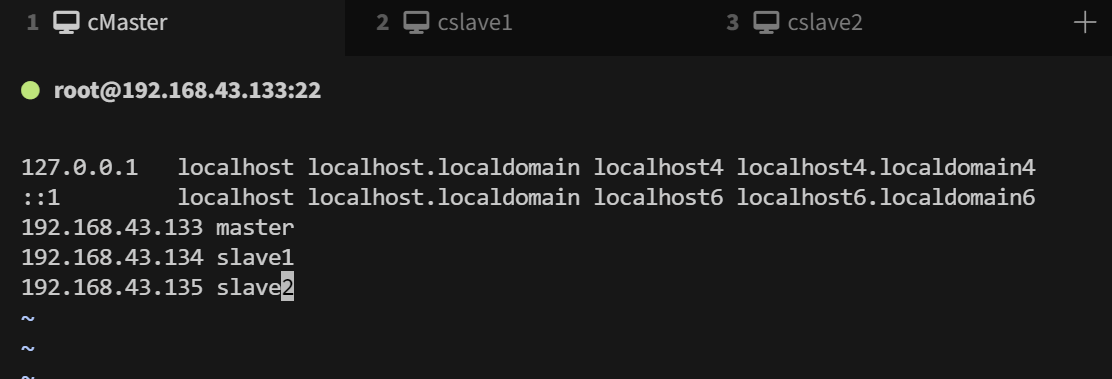 1 cMaster 2 cslave1 3 cslave2 +
root@192.168.43.133:22
127.0.0.1   localhost localhost.localdomain localhost4 localhost4.localdomain4
::1         localhost localhost.localdomain localhost6 localhost6.localdomain6
192.168.43.133 master
192.168.43.134 slave1
192.168.43.135 slave2
~
~
~